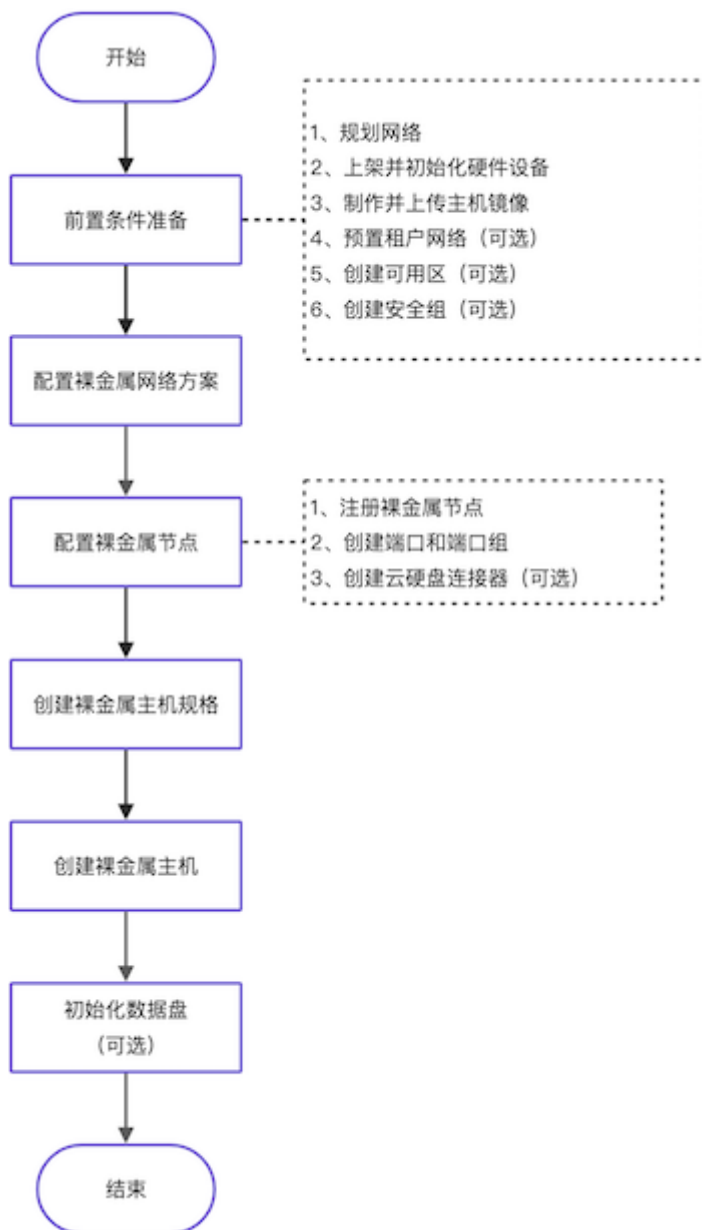 开始
前置条件准备
1、规划网络
2、上架并初始化硬件设备
3、制作并上传主机镜像
4、预置租户网络（可选）
5、创建可用区（可选）
6、创建安全组（可选）
配置裸金属网络方案
配置裸金属节点
1、注册裸金属节点
2、创建端口和端口组
3、创建云硬盘连接器（可选）
创建裸金属主机规格
创建裸金属主机
初始化数据盘
（可选）
结束